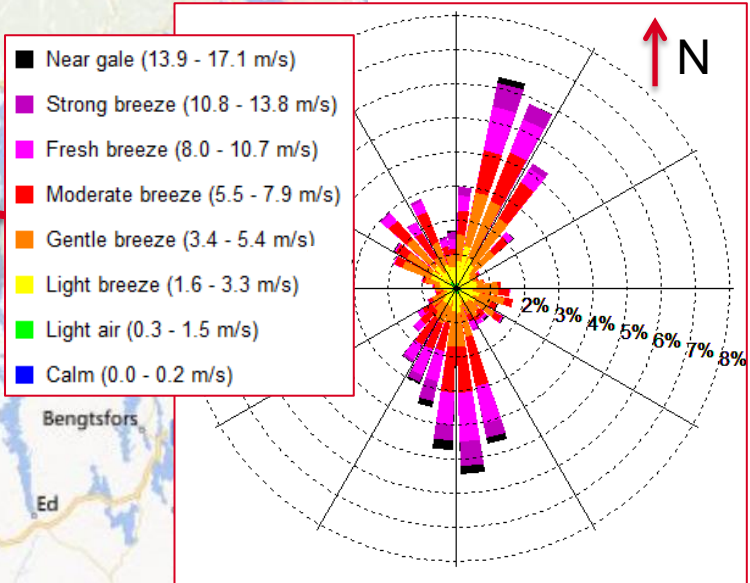 N
Near gale (13.9 - 17.1 m/s)
Strong breeze (10.8 - 13.8 m/s)
Fresh breeze (8.0 - 10.7 m/s)
Moderate breeze (5.5 - 7.9 m/s)
Gentle breeze (3.4 - 5.4 m/s)
Light breeze (1.6 - 3.3 m/s)
Light air (0.3 - 1.5 m/s)
Calm (0.0 - 0.2 m/s)
2% 3% 4% 5% 6% 7% 8%
Bengtsfors
Ed